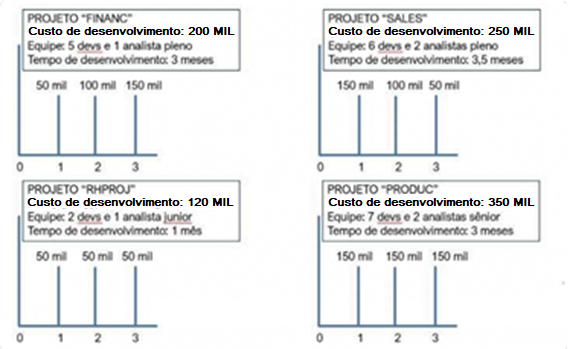 PROJETO "FINANC"
Custo de desenvolvimento: 200 MIL
Equipe: 5 devs e 1 analista pleno
Tempo de desenvolvimento: 3 meses
50 mil 100 mil 150 mil
0 1 2 3
PROJETO "SALES"
Custo de desenvolvimento: 250 MIL
Equipe: 6 devs e 2 analistas pleno
Tempo de desenvolvimento: 3,5 meses
150 mil 100 mil 50 mil
0 1 2 3
PROJETO "RHPROJ"
Custo de desenvolvimento: 120 MIL
Equipe: 2 devs e 1 analista junior
Tempo de desenvolvimento: 1 mês
50 mil 50 mil 50 mil
0 1 2 3
PROJETO "PRODUC"
Custo de desenvolvimento: 350 MIL
Equipe: 7 devs e 2 analistas sênior
Tempo de desenvolvimento: 3 meses
150 mil 150 mil 150 mil
0 1 2 3